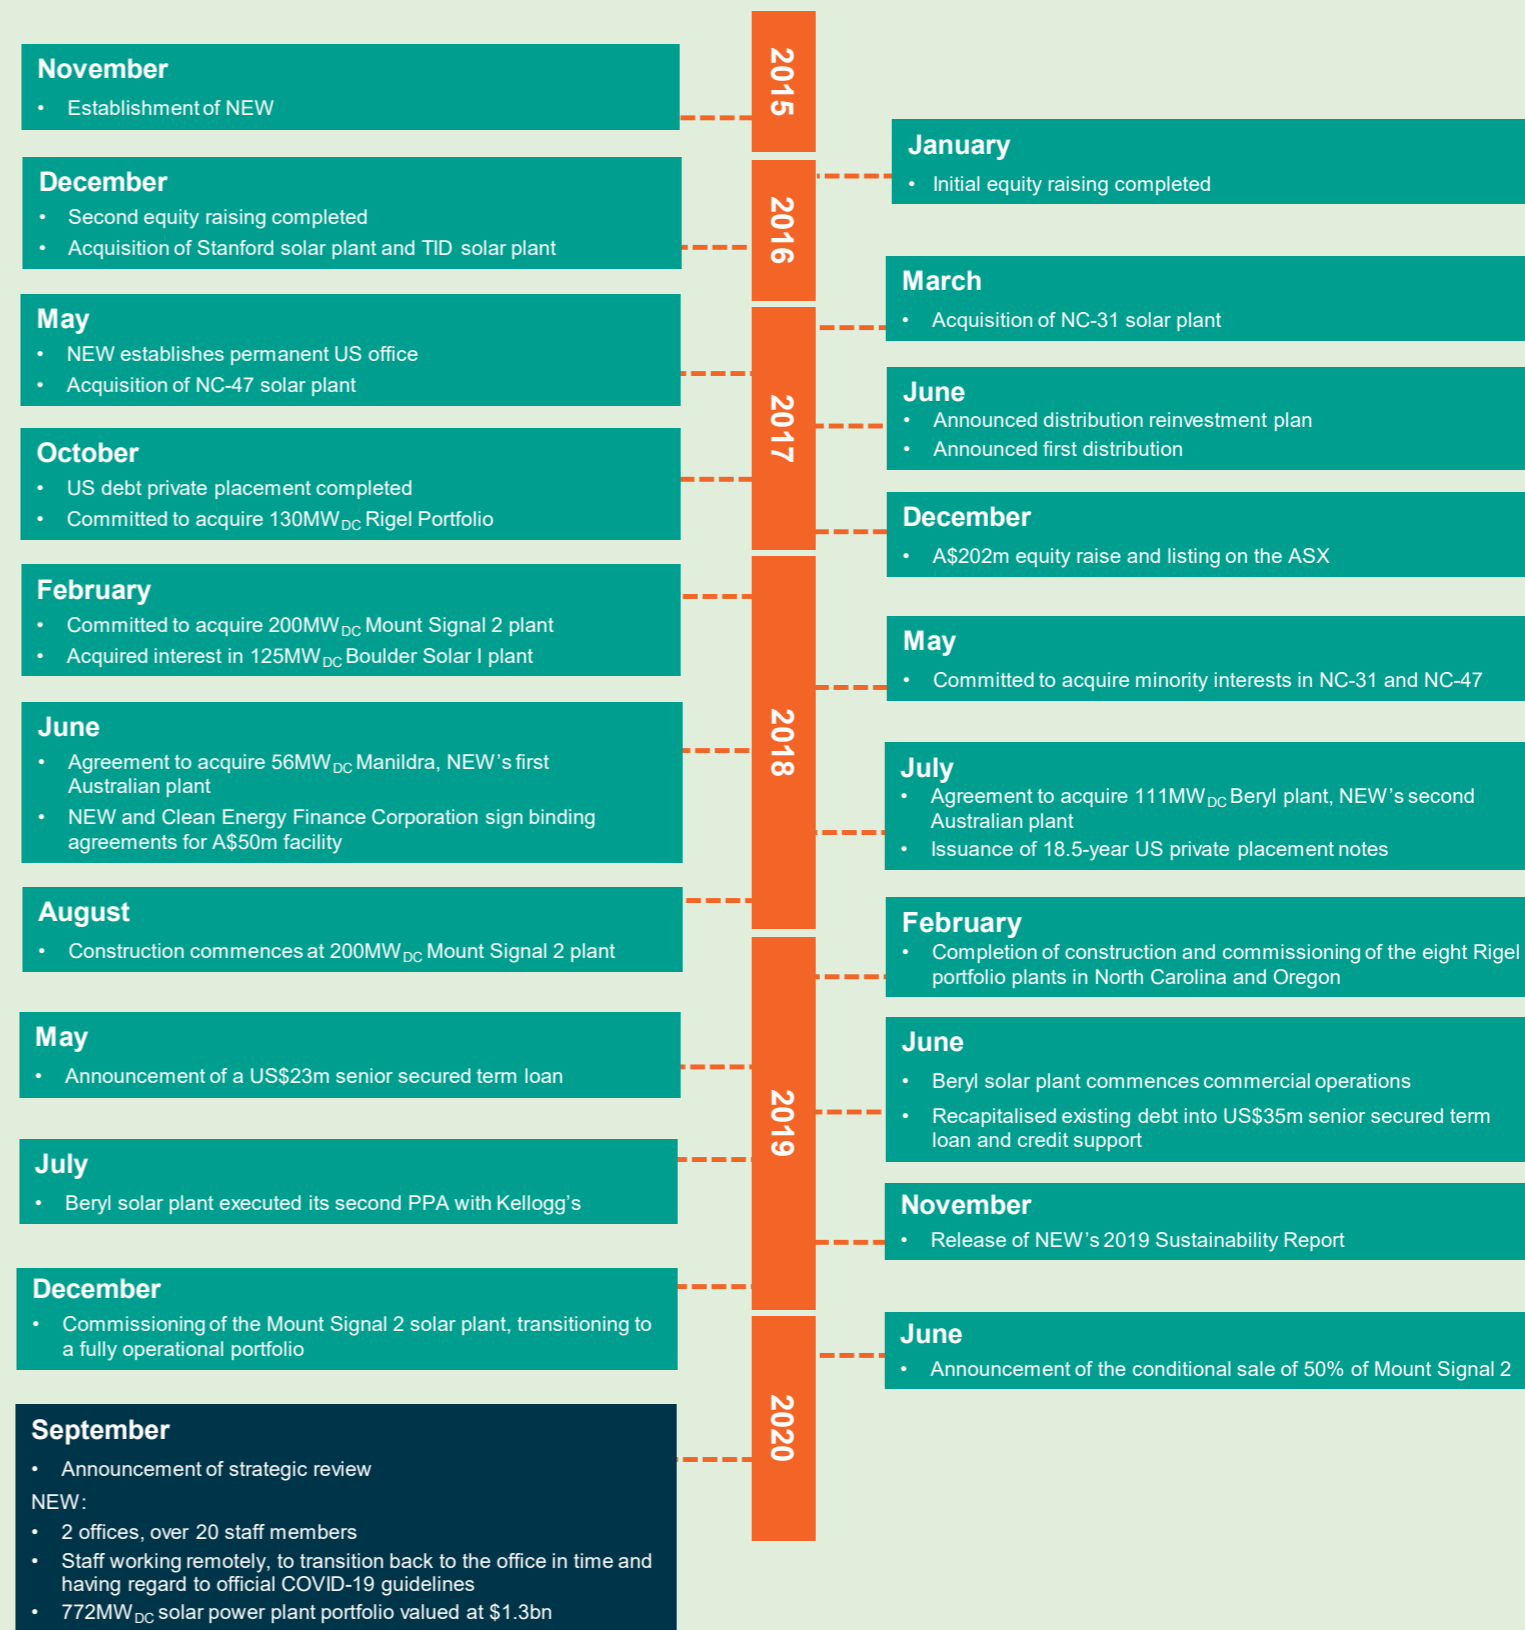 2015
November
• Establishment of NEW
January
• Initial equity raising completed
2016
December
• Second equity raising completed
• Acquisition of Stanford solar plant and TID solar plant
March
• Acquisition of NC-31 solar plant
2017
May
• NEW establishes permanent US office
• Acquisition of NC-47 solar plant
June
• Announced distribution reinvestment plan
• Announced first distribution
October
• US debt private placement completed
• Committed to acquire 130MWDC Rigel Portfolio
December
• A$202m equity raise and listing on the ASX
2018
February
• Committed to acquire 200MWDC Mount Signal 2 plant
• Acquired interest in 125MWDC Boulder Solar I plant
May
• Committed to acquire minority interests in NC-31 and NC-47
June
• Agreement to acquire 56MWDC Manildra, NEW's first
Australian plant
• NEW and Clean Energy Finance Corporation sign binding
agreements for A$50m facility
July
• Agreement to acquire 111MWDC Beryl plant, NEW's second
Australian plant
• Issuance of 18.5-year US private placement notes
August
• Construction commences at 200MWDC Mount Signal 2 plant
2019
February
• Completion of construction and commissioning of the eight Rigel
portfolio plants in North Carolina and Oregon
May
• Announcement of a US$23m senior secured term loan
June
• Beryl solar plant commences commercial operations
• Recapitalised existing debt into US$35m senior secured term
loan and credit support
July
• Beryl solar plant executed its second PPA with Kellogg's
November
• Release of NEW's 2019 Sustainability Report
December
• Commissioning of the Mount Signal 2 solar plant, transitioning to
a fully operational portfolio
2020
June
• Announcement of the conditional sale of 50% of Mount Signal 2
September
• Announcement of strategic review
NEW:
• 2 offices, over 20 staff members
• Staff working remotely, to transition back to the office in time and
having regard to official COVID-19 guidelines
• 772MWDC solar power plant portfolio valued at $1.3bn